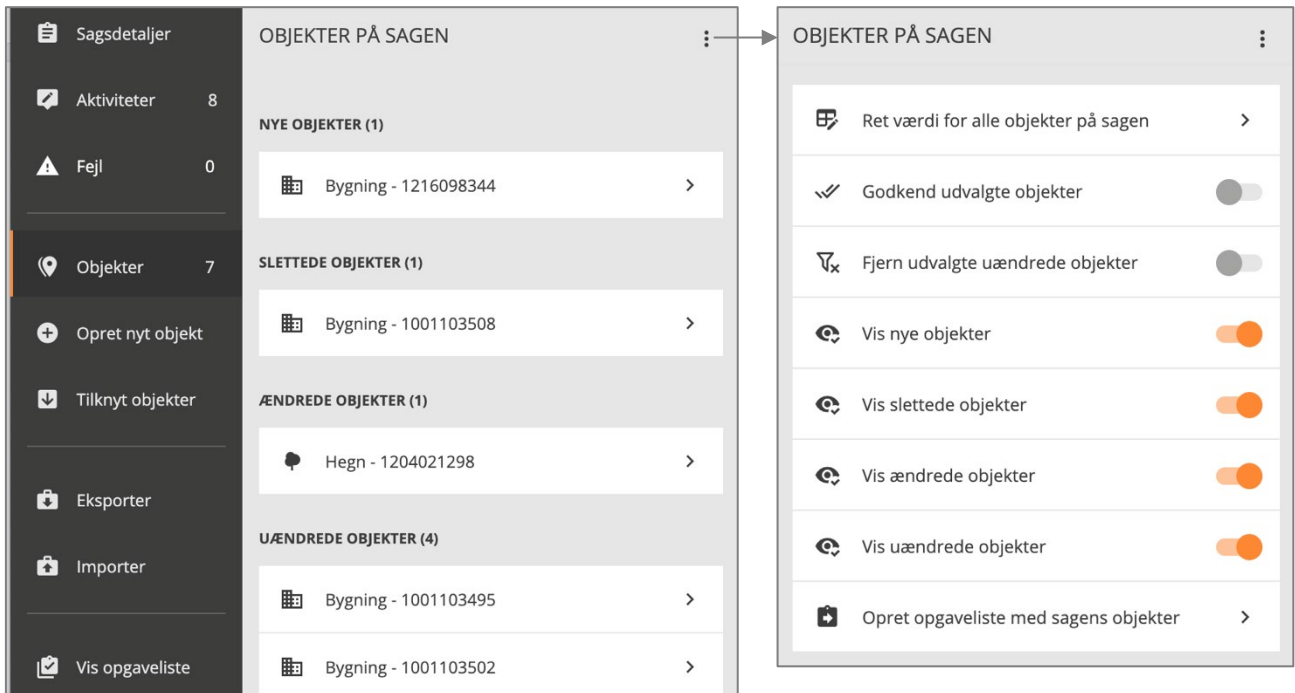 Sagsdetaljer
Aktiviteter 8
Fejl 0
Objekter 7
Opret nyt objekt
Tilknyt objekter
Eksporter
Importer
Vis opgaveliste
OBJEKTER PÅ SAGEN
NYE OBJEKTER (1)
Bygning - 1216098344
SLETTEDE OBJEKTER (1)
Bygning - 1001103508
ÆNDREDE OBJEKTER (1)
Hegn - 1204021298
UÆNDREDE OBJEKTER (4)
Bygning - 1001103495
Bygning - 1001103502
OBJEKTER PÅ SAGEN
Ret værdi for alle objekter på sagen
Godkend udvalgte objekter
Fjern udvalgte uændrede objekter
Vis nye objekter
Vis slettede objekter
Vis ændrede objekter
Vis uændrede objekter
Opret opgaveliste med sagens objekter